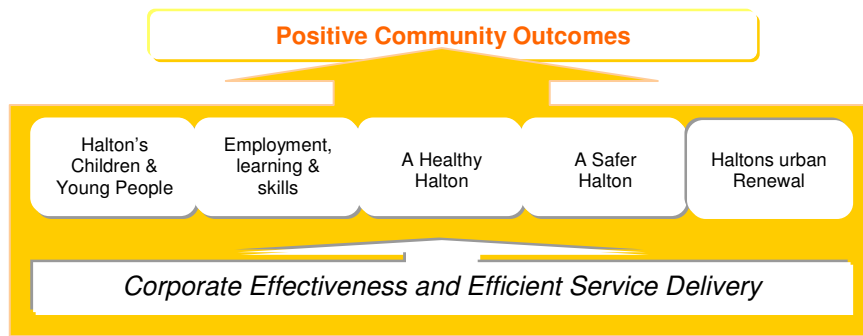 Positive Community Outcomes
Halton's
Children &
Young People
Employment,
learning &
skills
A Healthy
Halton
A Safer
Halton
Haltons urban
Renewal
Corporate Effectiveness and Efficient Service Delivery